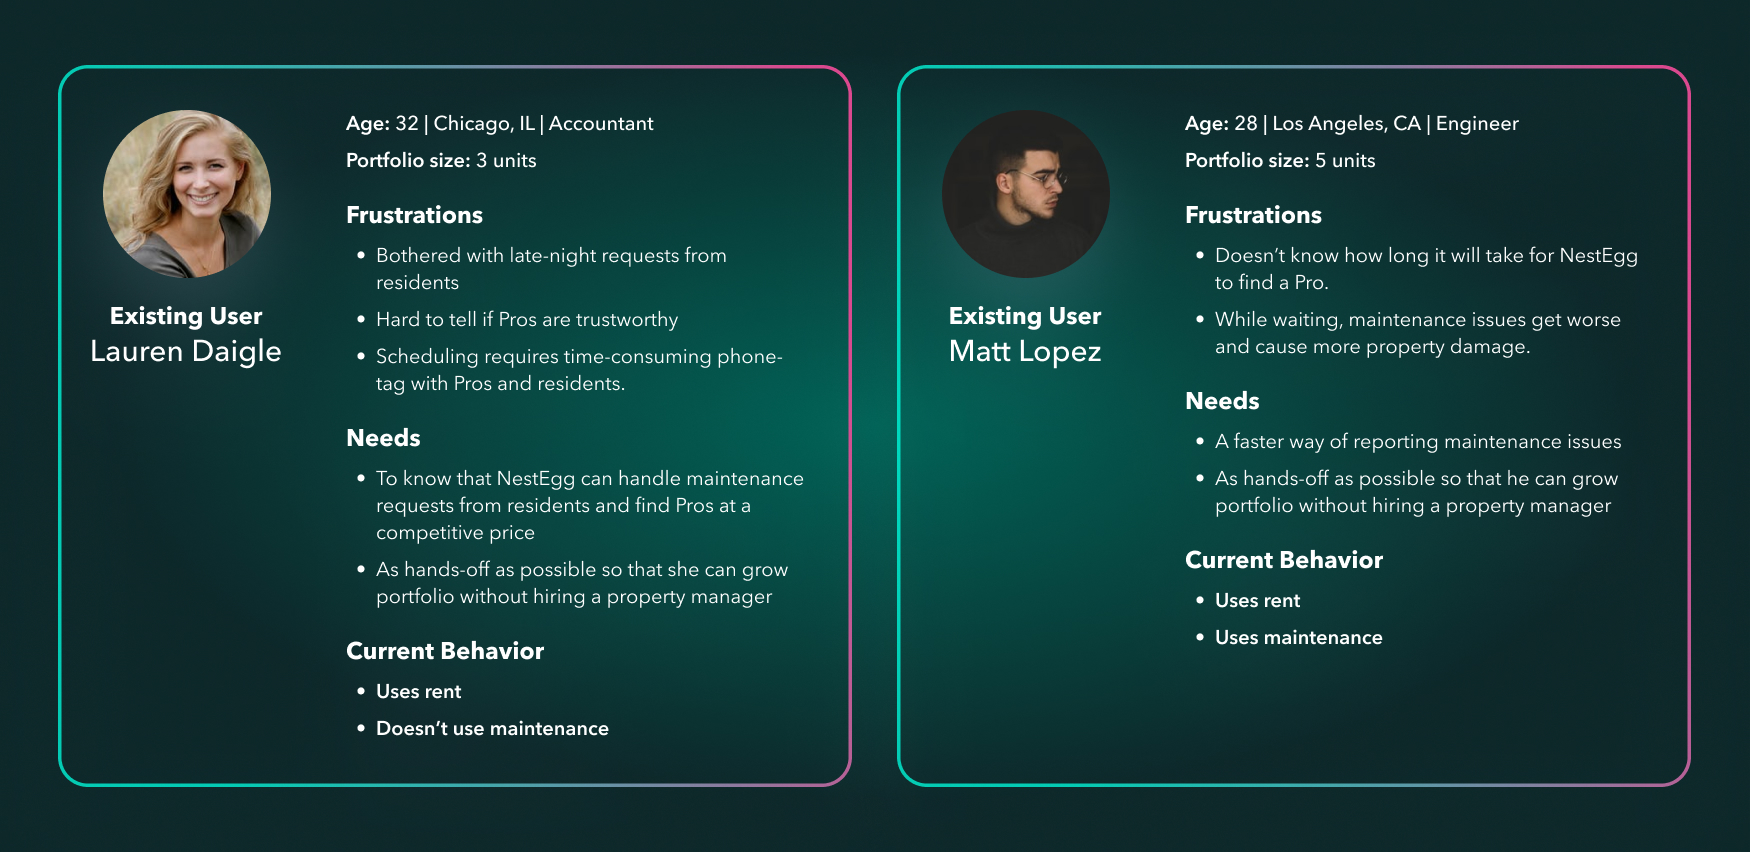 Existing User
Lauren Daigle
Age: 32 | Chicago, IL | Accountant
Portfolio size: 3 units
Frustrations
• Bothered with late-night requests from
residents
• Hard to tell if Pros are trustworthy
• Scheduling requires time-consuming phone-
tag with Pros and residents.
Needs
• To know that NestEgg can handle maintenance
requests from residents and find Pros at a
competitive price
• As hands-off as possible so that she can grow
portfolio without hiring a property manager
Current Behavior
• Uses rent
• Doesn’t use maintenance
Existing User
Matt Lopez
Age: 28 | Los Angeles, CA | Engineer
Portfolio size: 5 units
Frustrations
• Doesn’t know how long it will take for NestEgg
to find a Pro.
• While waiting, maintenance issues get worse
and cause more property damage.
Needs
• A faster way of reporting maintenance issues
• As hands-off as possible so that he can grow
portfolio without hiring a property manager
Current Behavior
• Uses rent
• Uses maintenance